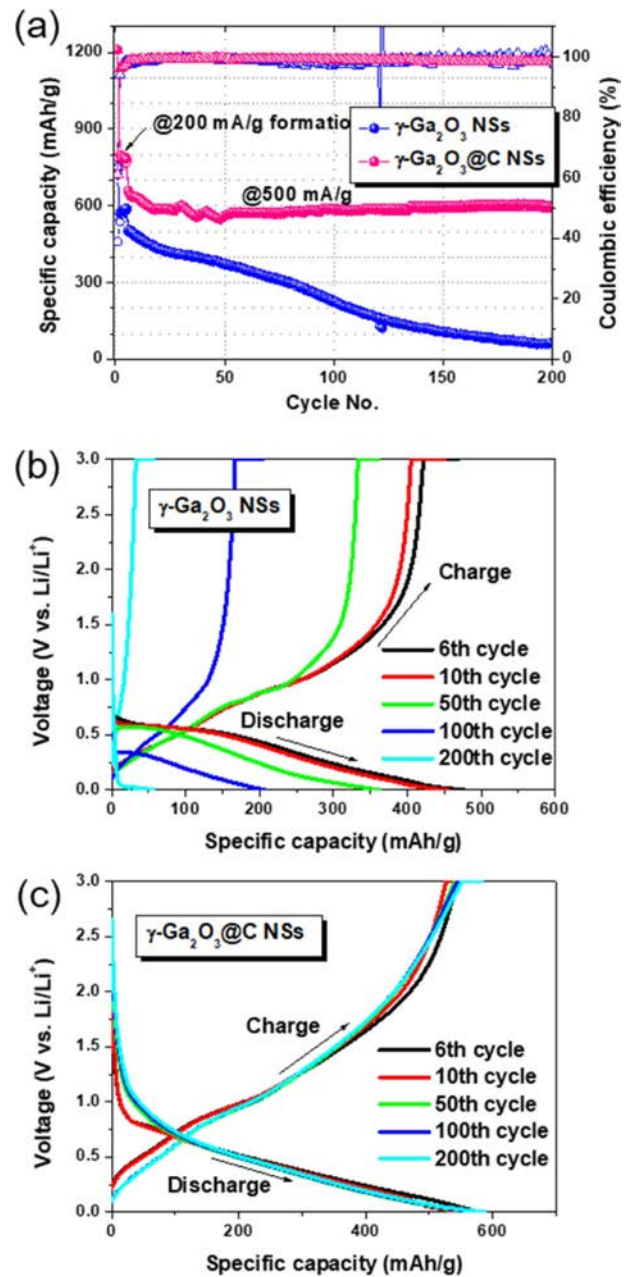 (a)
1200
900
600
300
0
Specific capacity (mAh/g)
@200 mA/g formatio
γ-Ga₂O₃ NSs
γ-Ga₂O₃@C NSs
@500 mA/g
100
80
60
40
20
0
Coulombic efficiency (%)
0 50 100 150 200
Cycle No.
(b)
3.0
2.5
2.0
1.5
1.0
0.5
0.0
Voltage (V vs. Li/Li⁺)
γ-Ga₂O₃ NSs
Charge
6th cycle
10th cycle
50th cycle
100th cycle
200th cycle
Discharge
0 100 200 300 400 500 600
Specific capacity (mAh/g)
(c)
3.0
2.5
2.0
1.5
1.0
0.5
0.0
Voltage (V vs. Li/Li⁺)
γ-Ga₂O₃@C NSs
Charge
6th cycle
10th cycle
50th cycle
100th cycle
200th cycle
Discharge
0 200 400 600
Specific capacity (mAh/g)